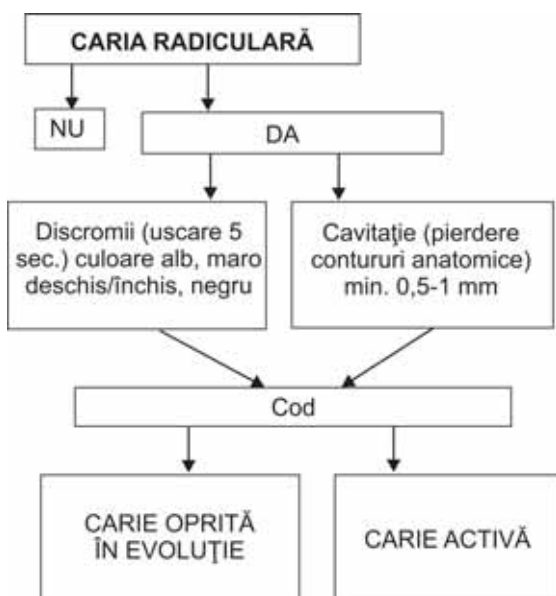 CARIA RADICULARĂ
NU
DA
Discromii (uscare 5
sec.) culoare alb, maro
deschis/închis, negru
Cavitaţie (pierdere
contururi anatomice)
min. 0,5-1 mm
Cod
CARIE OPRITĂ
ÎN EVOLUŢIE
CARIE ACTIVĂ